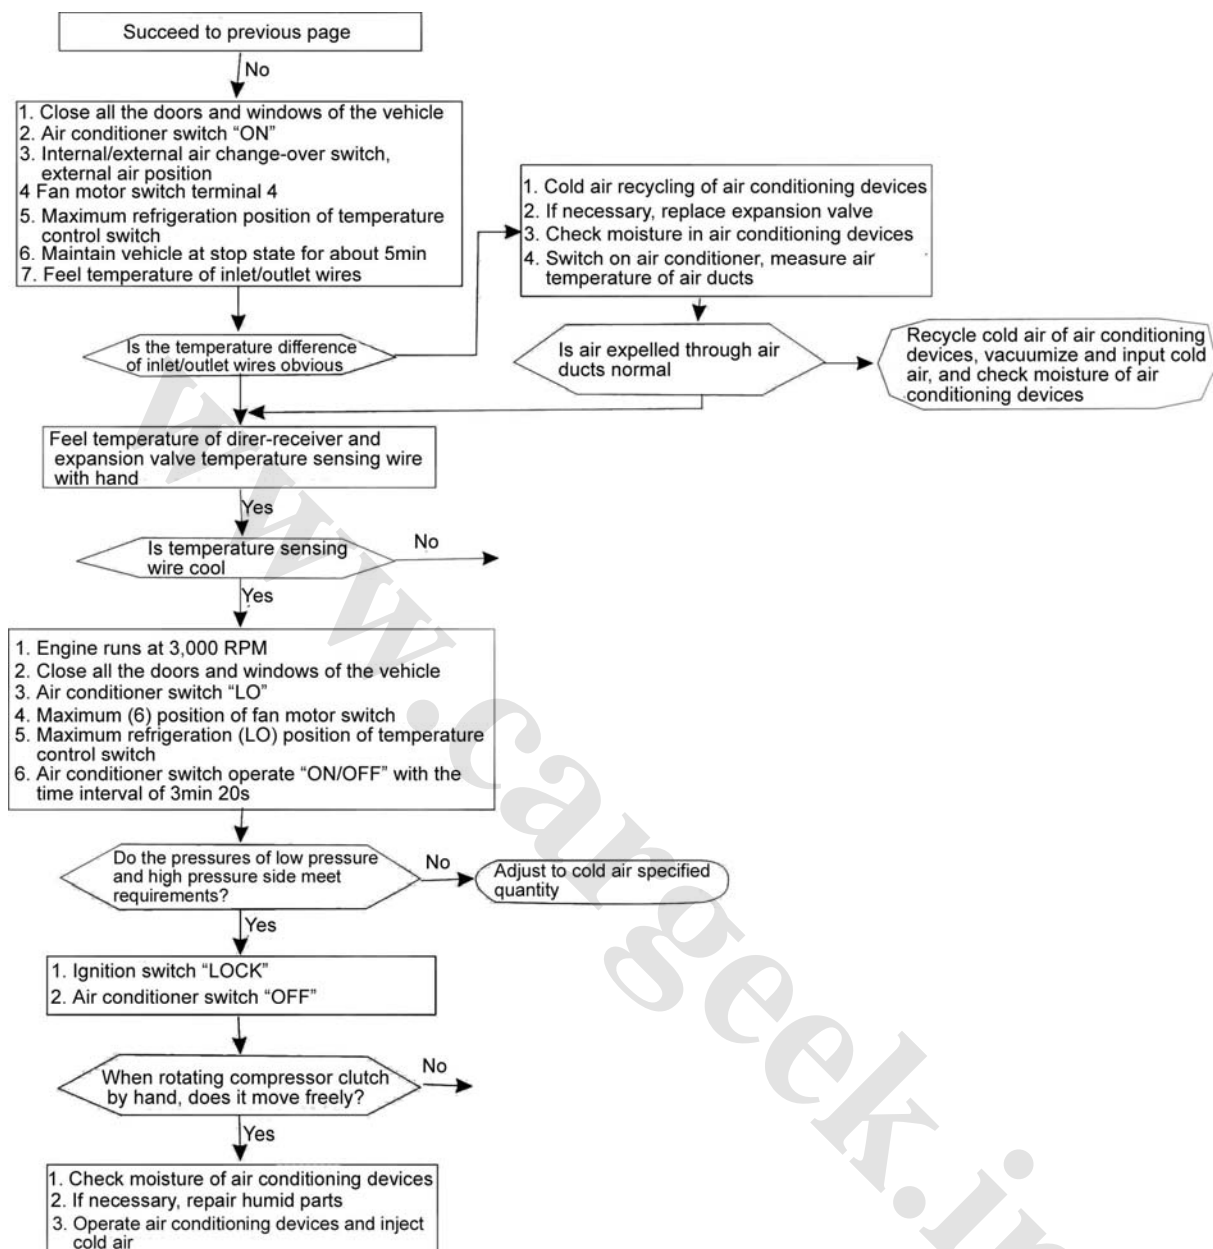 Succeed to previous page
No
1. Close all the doors and windows of the vehicle
2. Air conditioner switch “ON”
3. Internal/external air change-over switch,
external air position
4 Fan motor switch terminal 4
5. Maximum refrigeration position of temperature
control switch
6. Maintain vehicle at stop state for about 5min
7. Feel temperature of inlet/outlet wires
1. Cold air recycling of air conditioning devices
2. If necessary, replace expansion valve
3. Check moisture in air conditioning devices
4. Switch on air conditioner, measure air
temperature of air ducts
Is the temperature difference
of inlet/outlet wires obvious
Is air expelled through air
ducts normal
Recycle cold air of air conditioning
devices, vacuumize and input cold
air, and check moisture of air
conditioning devices
Feel temperature of direr-receiver and
expansion valve temperature sensing wire
with hand
Yes
Is temperature sensing
wire cool
No
Yes
1. Engine runs at 3,000 RPM
2. Close all the doors and windows of the vehicle
3. Air conditioner switch “LO”
4. Maximum (6) position of fan motor switch
5. Maximum refrigeration (LO) position of temperature
control switch
6. Air conditioner switch operate “ON/OFF” with the
time interval of 3min 20s
Do the pressures of low pressure
and high pressure side meet
requirements?
No
Adjust to cold air specified
quantity
Yes
1. Ignition switch “LOCK”
2. Air conditioner switch “OFF”
When rotating compressor clutch
by hand, does it move freely?
No
Yes
1. Check moisture of air conditioning devices
2. If necessary, repair humid parts
3. Operate air conditioning devices and inject
cold air
www.cargeek.in